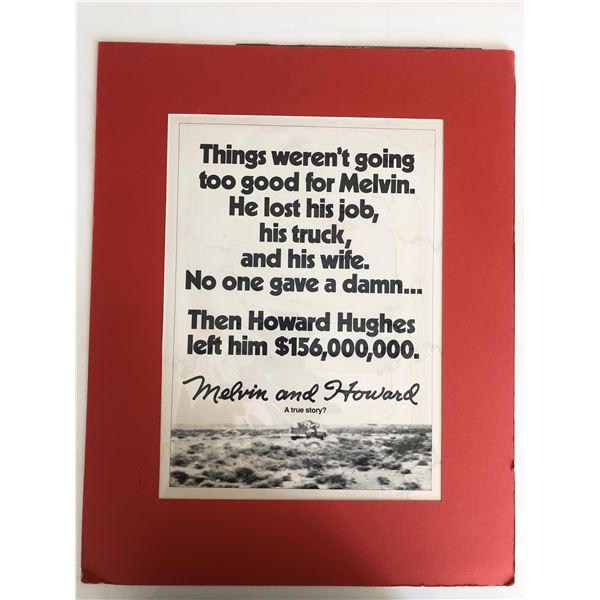 Things weren't going
too good for Melvin.
He lost his job,
his truck,
and his wife.
No one gave a damn...
Then Howard Hughes
left him $156,000,000.
Melvin and Howard
A true story?